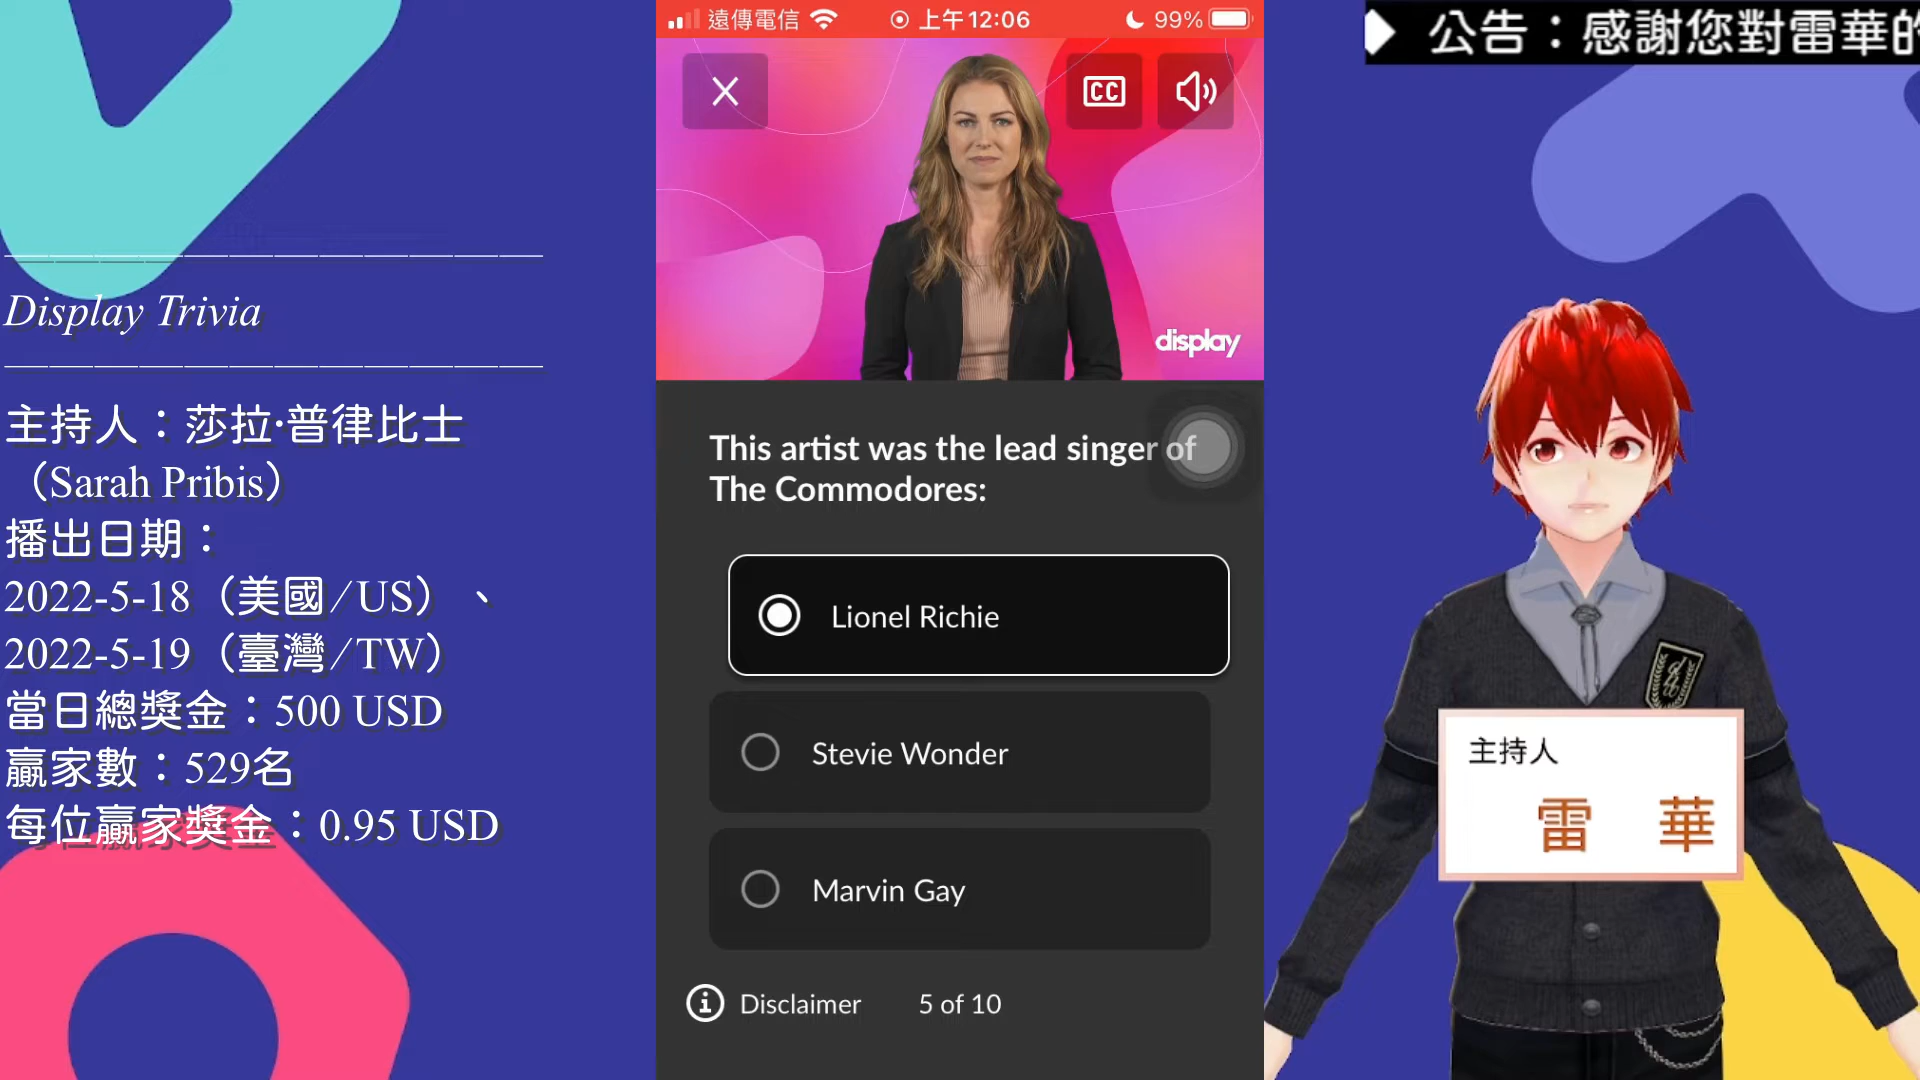 Display Trivia
主持人：莎拉·普律比士
（Sarah Pribis）
播出日期：
2022-5-18（美國/US）、
2022-5-19（臺灣/TW）
當日總獎金：500 USD
贏家數：529名
每位贏家獎金：0.95 USD
遠傳電信
上午12:06
99%
CC
display
This artist was the lead singer of
The Commodores:
Lionel Richie
Stevie Wonder
Marvin Gay
Disclaimer
5 of 10
公告：感謝您對雷華的
主持人
雷 華